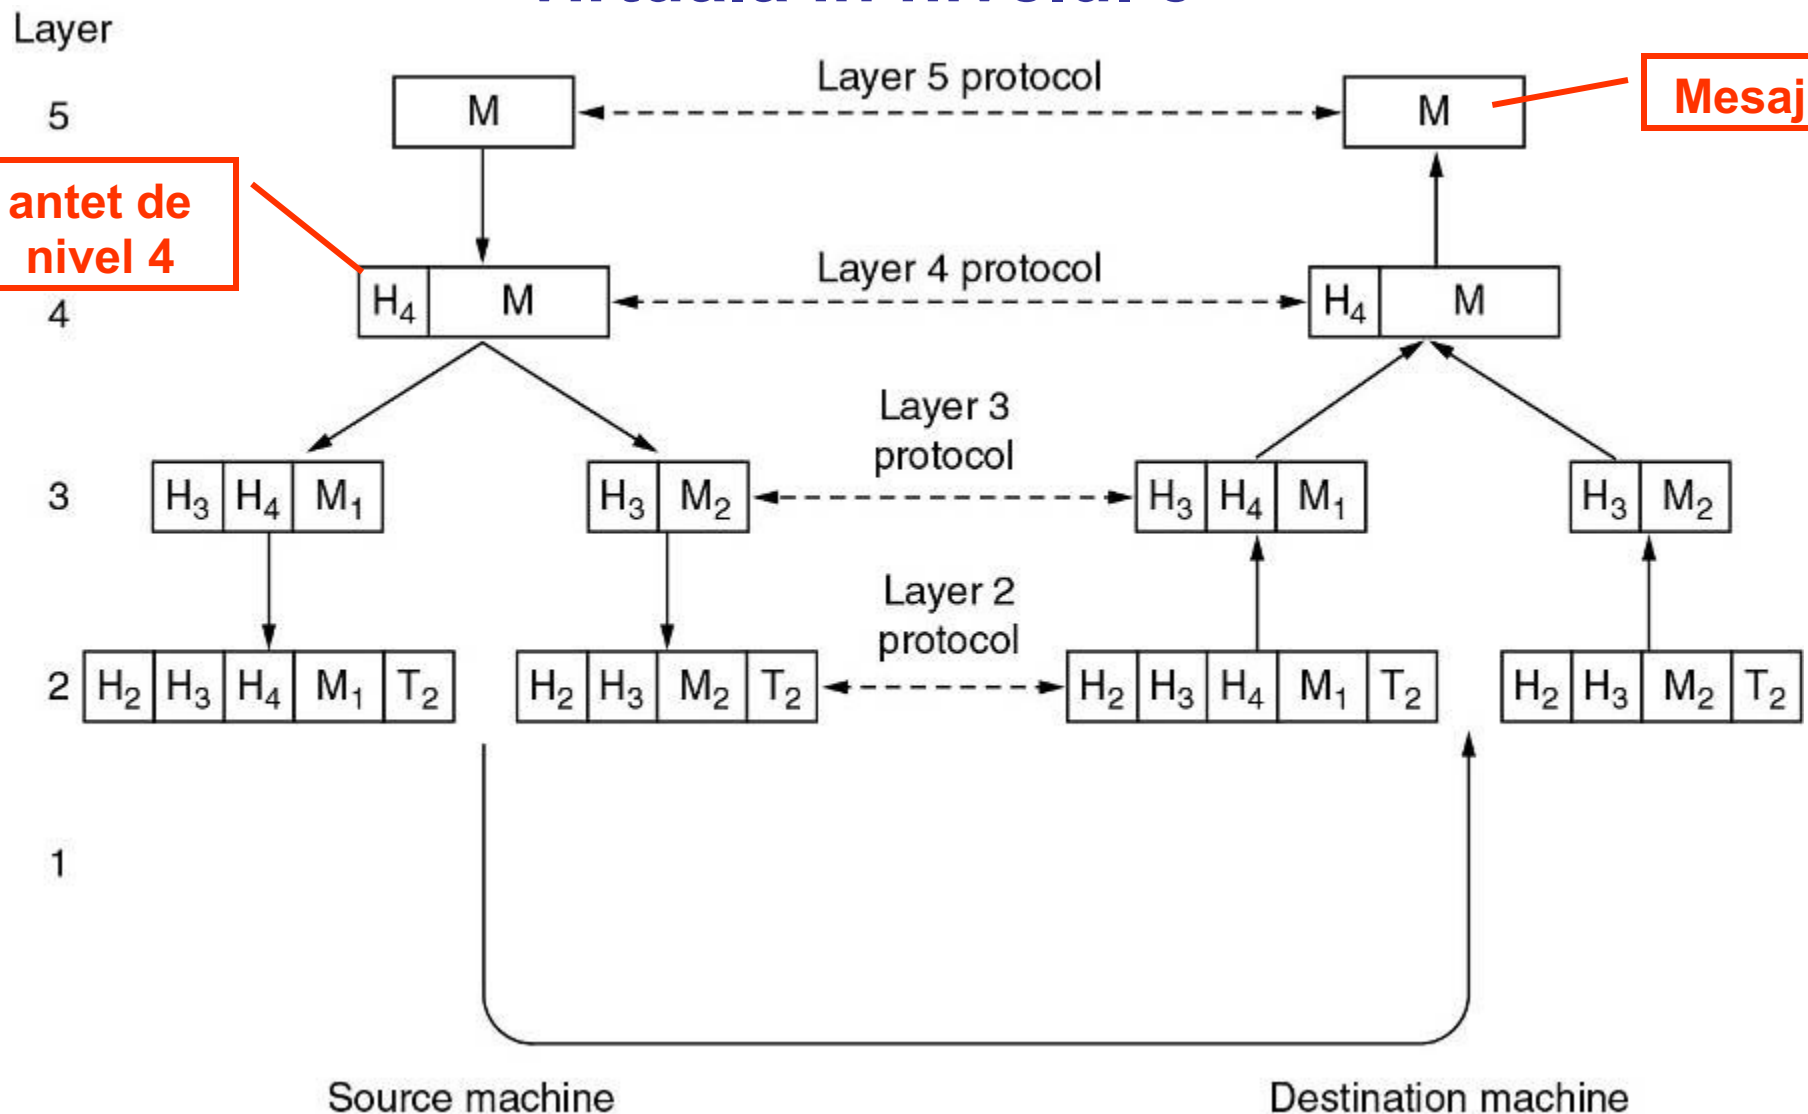 Layer
5
M
Layer 5 protocol
M
Mesaj
antet de
nivel 4
4
H4 M
Layer 4 protocol
H4 M
3
H3 H4 M1
H3 M2
Layer 3
protocol
H3 H4 M1
H3 M2
2
H2 H3 H4 M1 T2
H2 H3 M2 T2
Layer 2
protocol
H2 H3 H4 M1 T2
H2 H3 M2 T2
1
Source machine
Destination machine